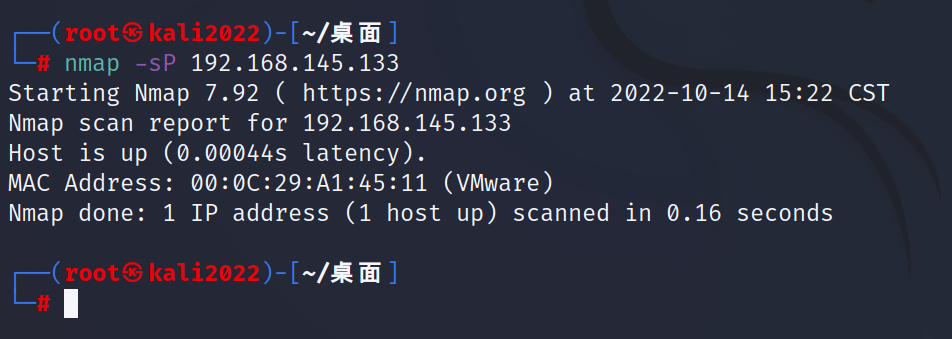 ┌──(root㉿kali2022)-[~/桌面]
└─# nmap -sP 192.168.145.133
Starting Nmap 7.92 ( https://nmap.org ) at 2022-10-14 15:22 CST
Nmap scan report for 192.168.145.133
Host is up (0.00044s latency).
MAC Address: 00:0C:29:A1:45:11 (VMware)
Nmap done: 1 IP address (1 host up) scanned in 0.16 seconds
┌──(root㉿kali2022)-[~/桌面]
└─#